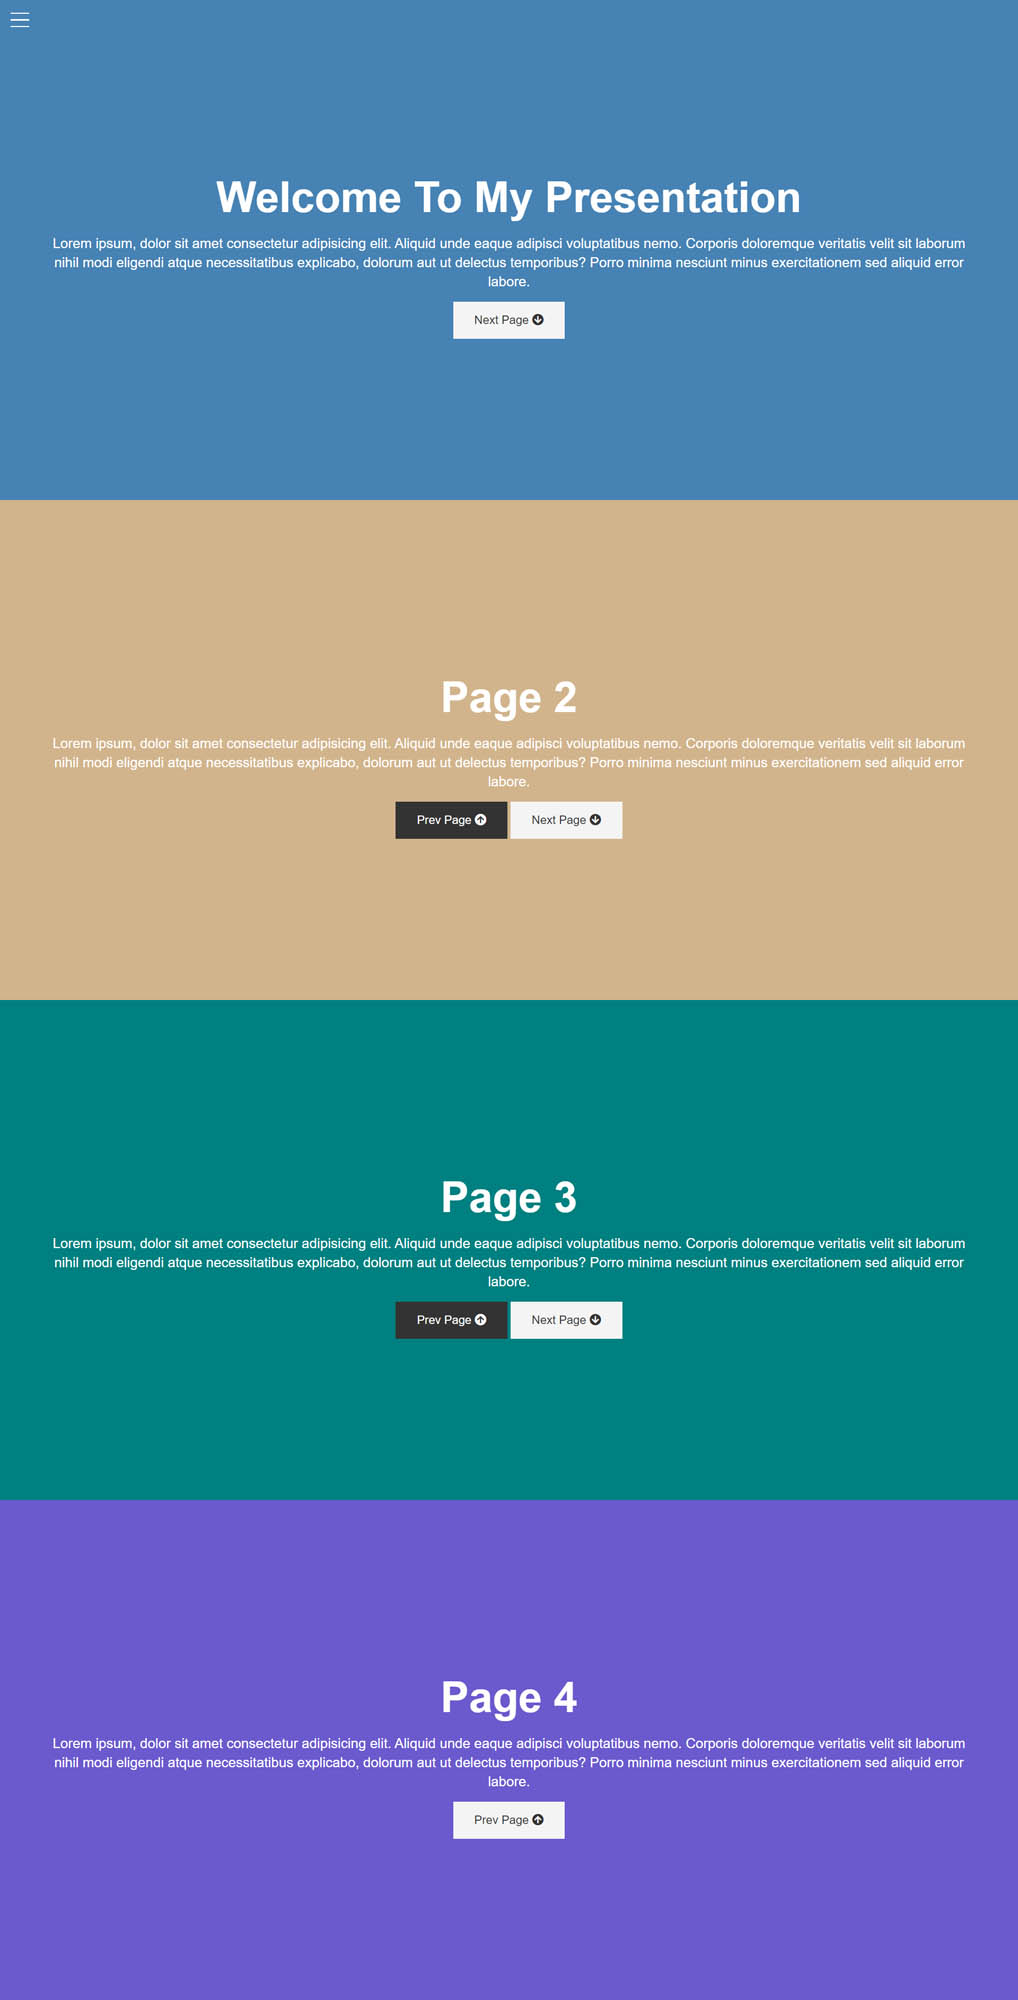 Welcome To My Presentation
Lorem ipsum, dolor sit amet consectetur adipisicing elit. Aliquid unde eaque adipisci voluptatibus nemo. Corporis doloremque veritatis velit sit laborum
nihil modi eligendi atque necessitatibus explicabo, dolorum aut ut delectus temporibus? Porro minima nesciunt minus exercitationem sed aliquid error
labore.
Next Page
Page 2
Lorem ipsum, dolor sit amet consectetur adipisicing elit. Aliquid unde eaque adipisci voluptatibus nemo. Corporis doloremque veritatis velit sit laborum
nihil modi eligendi atque necessitatibus explicabo, dolorum aut ut delectus temporibus? Porro minima nesciunt minus exercitationem sed aliquid error
labore.
Prev Page Next Page
Page 3
Lorem ipsum, dolor sit amet consectetur adipisicing elit. Aliquid unde eaque adipisci voluptatibus nemo. Corporis doloremque veritatis velit sit laborum
nihil modi eligendi atque necessitatibus explicabo, dolorum aut ut delectus temporibus? Porro minima nesciunt minus exercitationem sed aliquid error
labore.
Prev Page Next Page
Page 4
Lorem ipsum, dolor sit amet consectetur adipisicing elit. Aliquid unde eaque adipisci voluptatibus nemo. Corporis doloremque veritatis velit sit laborum
nihil modi eligendi atque necessitatibus explicabo, dolorum aut ut delectus temporibus? Porro minima nesciunt minus exercitationem sed aliquid error
labore.
Prev Page